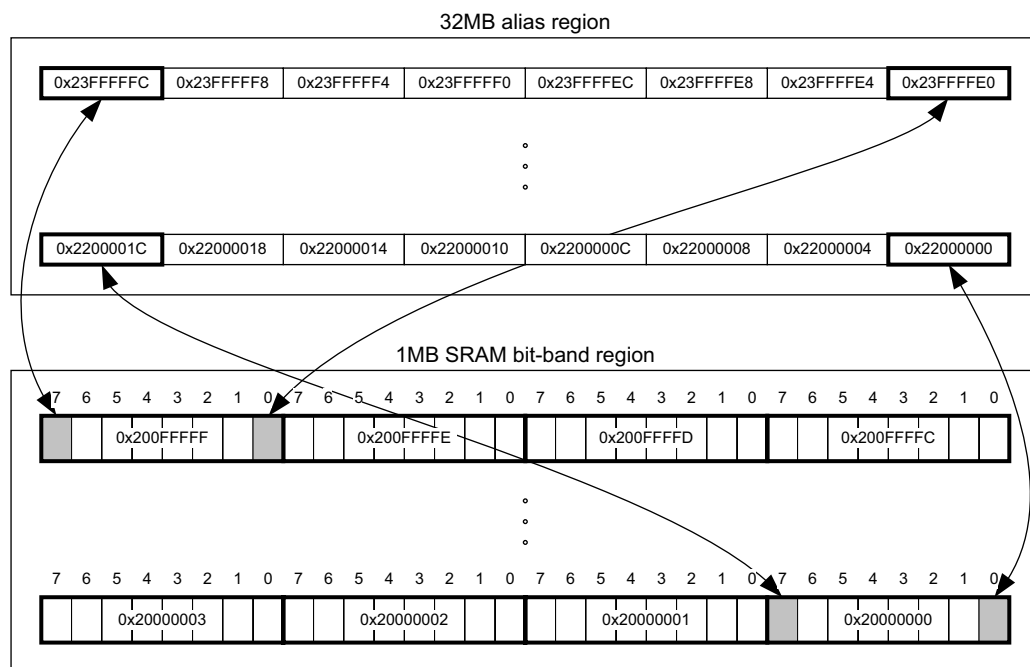 32MB alias region
0x23FFFFFC 0x23FFFFF8 0x23FFFFF4 0x23FFFFF0 0x23FFFFEC 0x23FFFFE8 0x23FFFFE4 0x23FFFFE0
0x2200001C 0x22000018 0x22000014 0x22000010 0x2200000C 0x22000008 0x22000004 0x22000000
1MB SRAM bit-band region
7 6 5 4 3 2 1 0 7 6 5 4 3 2 1 0 7 6 5 4 3 2 1 0 7 6 5 4 3 2 1 0
0x200FFFFF 0x200FFFFE 0x200FFFFD 0x200FFFFC
7 6 5 4 3 2 1 0 7 6 5 4 3 2 1 0 7 6 5 4 3 2 1 0 7 6 5 4 3 2 1 0
0x20000003 0x20000002 0x20000001 0x20000000